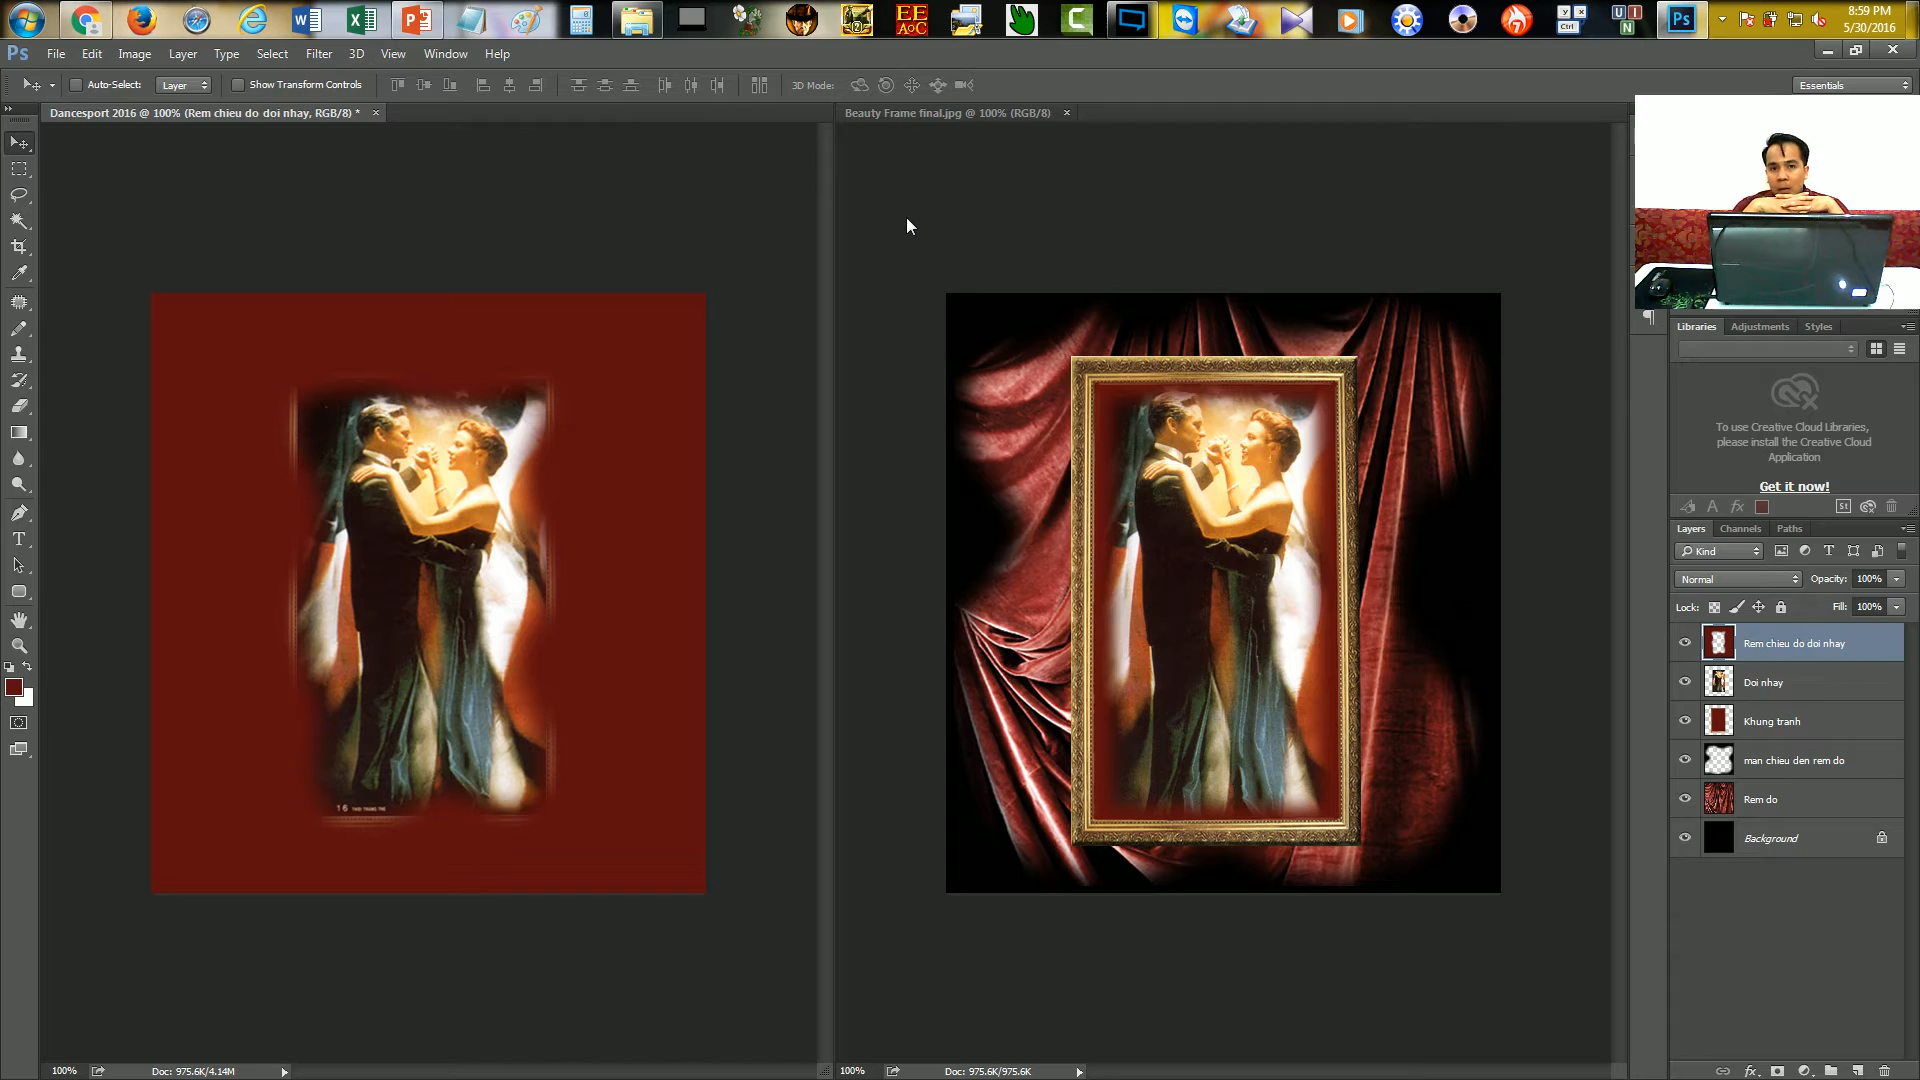 8:59 PM
5/30/2016
Ps File Edit Image Layer Type Select Filter 3D View Window Help
Auto-Select: Layer Show Transform Controls 3D Mode: Essentials
Dancesport 2016 @ 100% (Rem chieu do doi nhay, RGB/8) * ×
Beauty Frame final.jpg @ 100% (RGB/8) ×
Libraries Adjustments Styles
To use Creative Cloud Libraries,
please install the Creative Cloud
Application
Get it now!
Layers Channels Paths
Kind
Normal Opacity: 100%
Lock: Fill: 100%
Rem chieu do doi nhay
Doi nhay
Khung tranh
man chieu den rem do
Rem do
Background
16
100% Doc: 975.6K/4.14M
100% Doc: 975.6K/975.6K